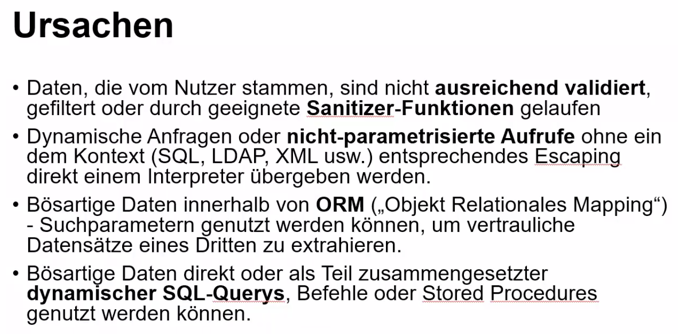 Ursachen
• Daten, die vom Nutzer stammen, sind nicht ausreichend validiert,
gefiltert oder durch geeignete Sanitizer-Funktionen gelaufen
• Dynamische Anfragen oder nicht-parametrisierte Aufrufe ohne ein
dem Kontext (SQL, LDAP, XML usw.) entsprechendes Escaping
direkt einem Interpreter übergeben werden.
• Bösartige Daten innerhalb von ORM („Objekt Relationales Mapping“)
- Suchparametern genutzt werden können, um vertrauliche
Datensätze eines Dritten zu extrahieren.
• Bösartige Daten direkt oder als Teil zusammengesetzter
dynamischer SQL-Querys, Befehle oder Stored Procedures
genutzt werden können.